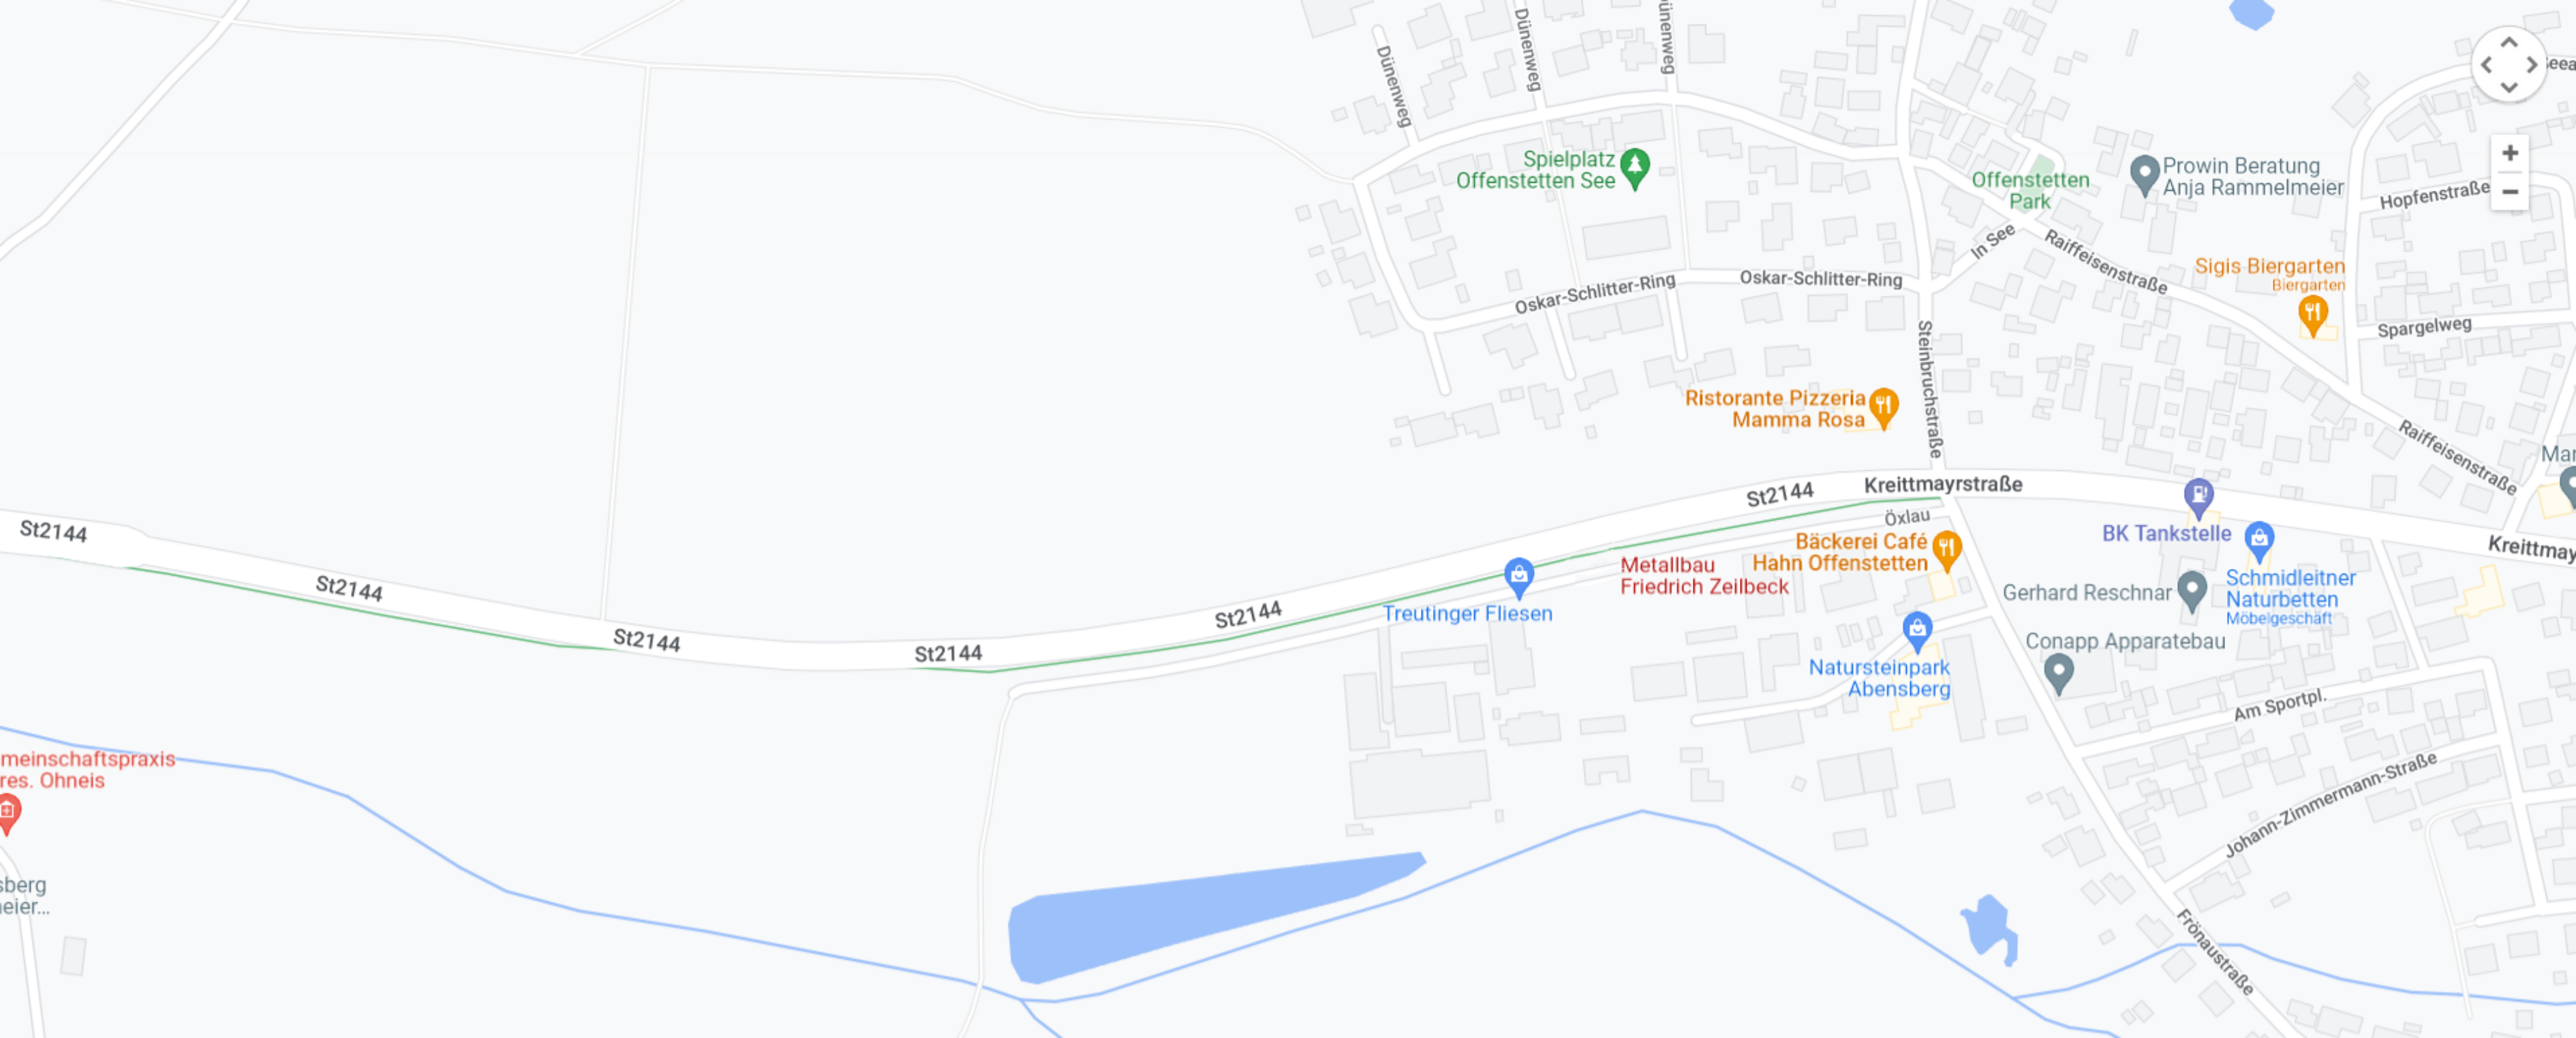 Dünenweg
Dünenweg
Dünenweg
Spielplatz
Offenstetten See
Offenstetten
Park
Prowin Beratung
Anja Rammelmeier
Hopfenstraße
In See
Raiffeisenstraße
Sigis Biergarten
Biergarten
Oskar-Schlitter-Ring
Oskar-Schlitter-Ring
Spargelweg
Steinbruchstraße
Ristorante Pizzeria
Mamma Rosa
Raiffeisenstraße
St2144
Kreittmayrstraße
St2144
Öxlau
BK Tankstelle
Kreittmay
Bäckerei Café
Hahn Offenstetten
Metallbau
Friedrich Zeilbeck
St2144
Treutinger Fliesen
St2144
Gerhard Reschnar
Schmidleitner
Naturbetten
Möbelgeschäft
St2144
St2144
Conapp Apparatebau
Natursteinpark
Abensberg
Am Sportpl.
meinschaftspraxis
res. Ohneis
Johann-Zimmermann-Straße
sberg
eier...
Frönaustraße